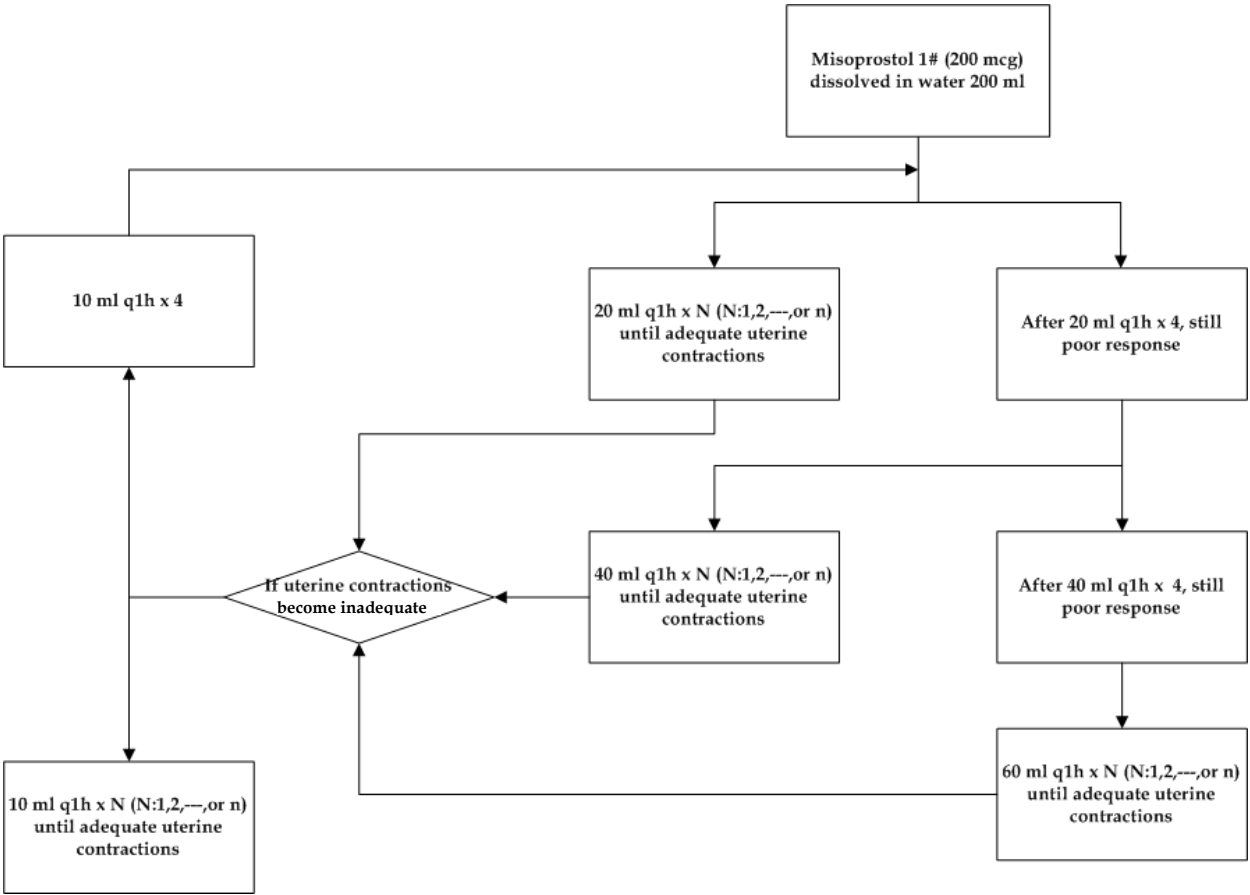 Misoprostol 1# (200 mcg)
dissolved in water 200 ml
10 ml q1h x 4
20 ml q1h x N (N:1,2,---,or n)
until adequate uterine
contractions
After 20 ml q1h x 4, still
poor response
If uterine contractions
become inadequate
40 ml q1h x N (N:1,2,---,or n)
until adequate uterine
contractions
After 40 ml q1h x 4, still
poor response
10 ml q1h x N (N:1,2,---,or n)
until adequate uterine
contractions
60 ml q1h x N (N:1,2,---,or n)
until adequate uterine
contractions